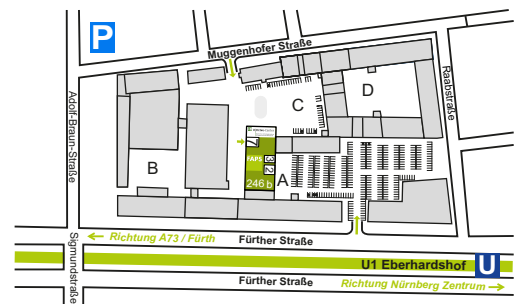 P
Muggenhofer Straße
Adolf-Braun-Straße
Raabstraße
C
D
B
A
FAPS
3
2
246 b
Sigmundstraße
Richtung A73 / Fürth
Fürther Straße
U1 Eberhardshof
U
Fürther Straße
Richtung Nürnberg Zentrum